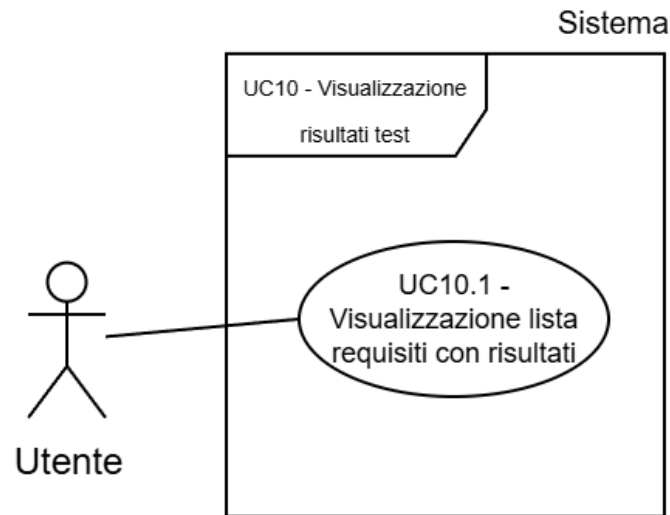 Sistema
UC10 - Visualizzazione
risultati test
UC10.1 -
Visualizzazione lista
requisiti con risultati
Utente